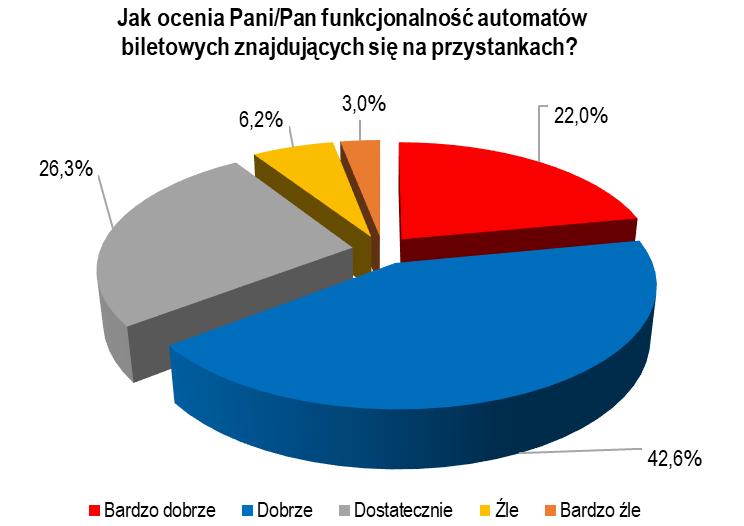 Jak ocenia Pani/Pan funkcjonalność automatów
biletowych znajdujących się na przystankach?
3,0%
6,2%
22,0%
26,3%
42,6%
Bardzo dobrze Dobrze Dostatecznie Źle Bardzo źle